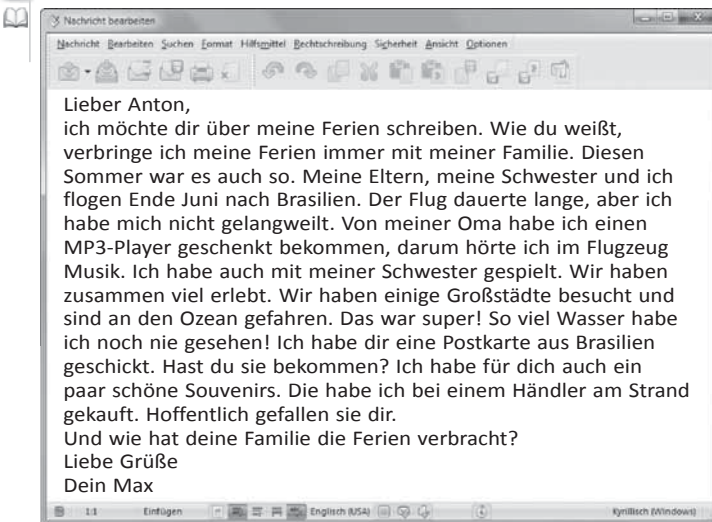 Nachricht bearbeiten
Nachricht Bearbeiten Suchen Format Hilfsmittel Rechtschreibung Sicherheit Ansicht Optionen
Lieber Anton,
ich möchte dir über meine Ferien schreiben. Wie du weißt,
verbringe ich meine Ferien immer mit meiner Familie. Diesen
Sommer war es auch so. Meine Eltern, meine Schwester und ich
flogen Ende Juni nach Brasilien. Der Flug dauerte lange, aber ich
habe mich nicht gelangweilt. Von meiner Oma habe ich einen
MP3-Player geschenkt bekommen, darum hörte ich im Flugzeug
Musik. Ich habe auch mit meiner Schwester gespielt. Wir haben
zusammen viel erlebt. Wir haben einige Großstädte besucht und
sind an den Ozean gefahren. Das war super! So viel Wasser habe
ich noch nie gesehen! Ich habe dir eine Postkarte aus Brasilien
geschickt. Hast du sie bekommen? Ich habe für dich auch ein
paar schöne Souvenirs. Die habe ich bei einem Händler am Strand
gekauft. Hoffentlich gefallen sie dir.
Und wie hat deine Familie die Ferien verbracht?
Liebe Grüße
Dein Max
1:1 Einfügen Englisch (USA) Kyrillisch (Windows)